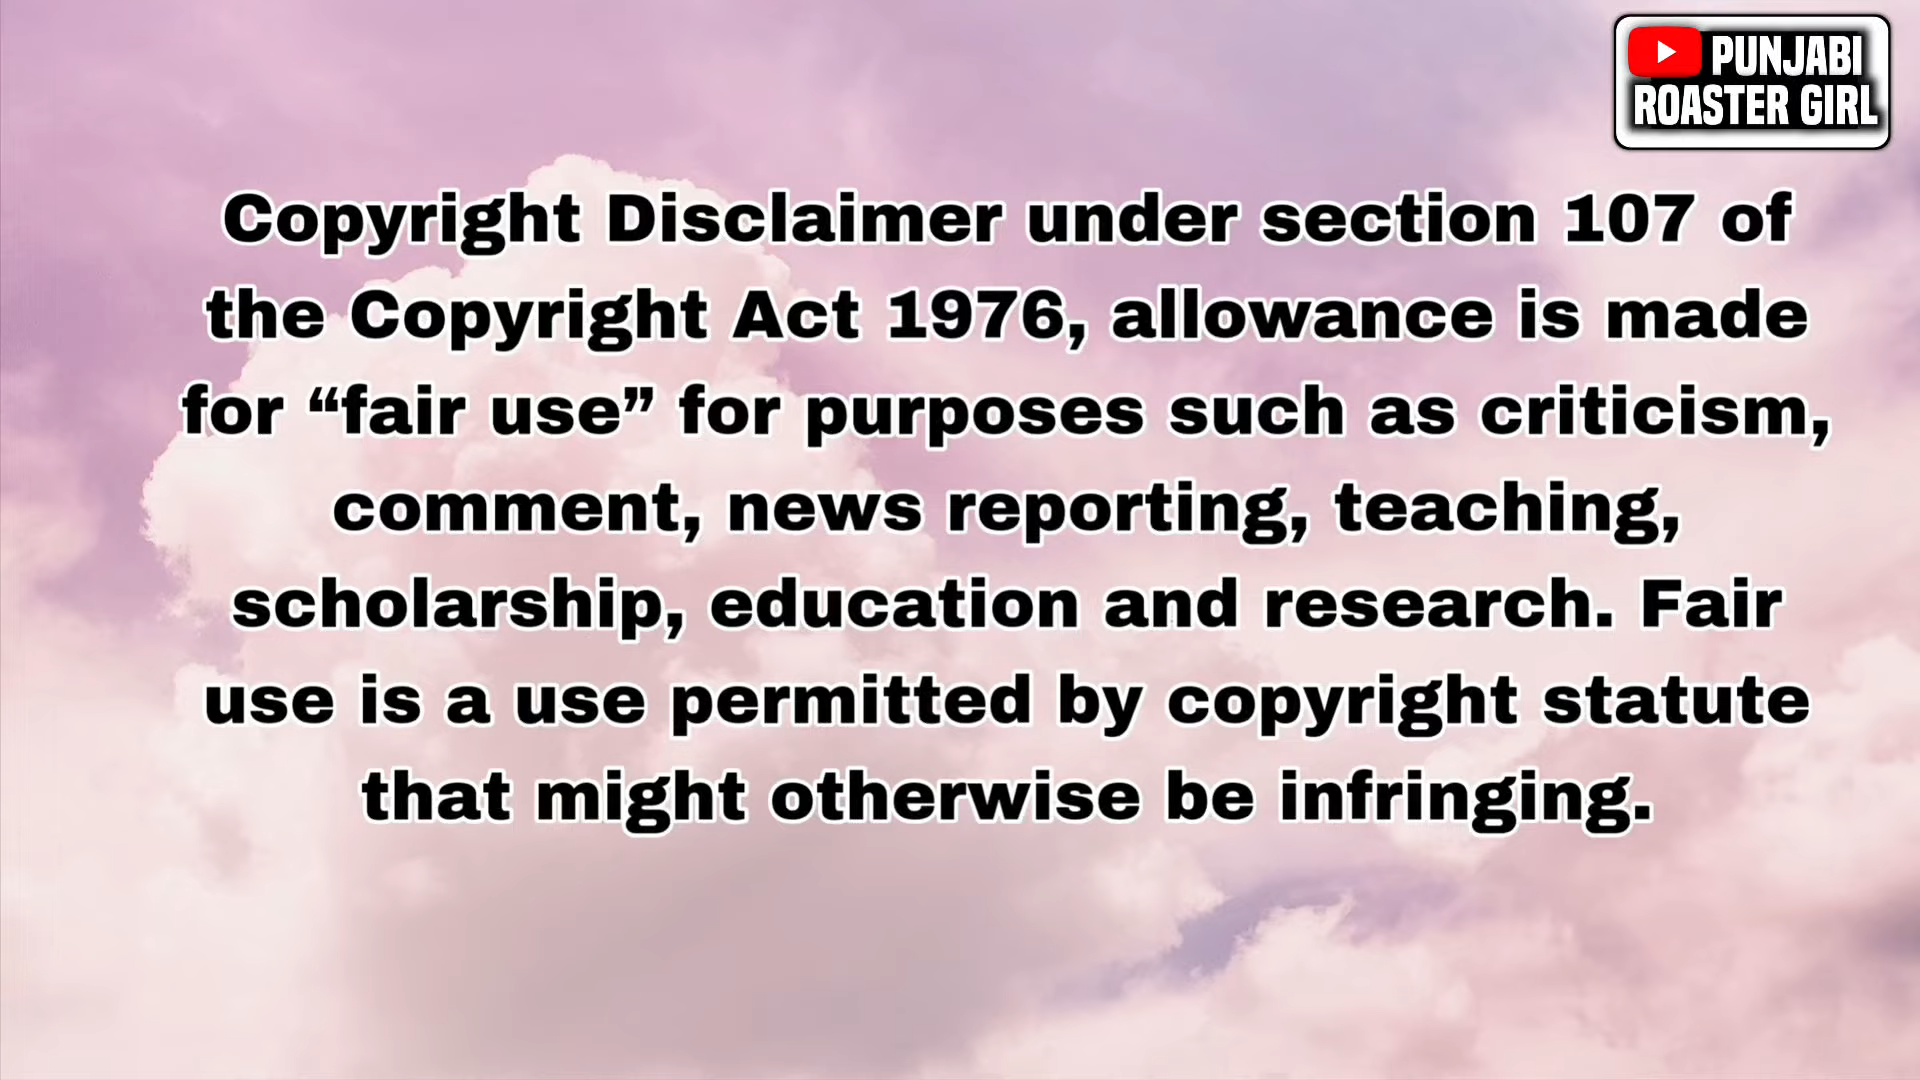 PUNJABI
ROASTER GIRL
Copyright Disclaimer under section 107 of
the Copyright Act 1976, allowance is made
for “fair use” for purposes such as criticism,
comment, news reporting, teaching,
scholarship, education and research. Fair
use is a use permitted by copyright statute
that might otherwise be infringing.